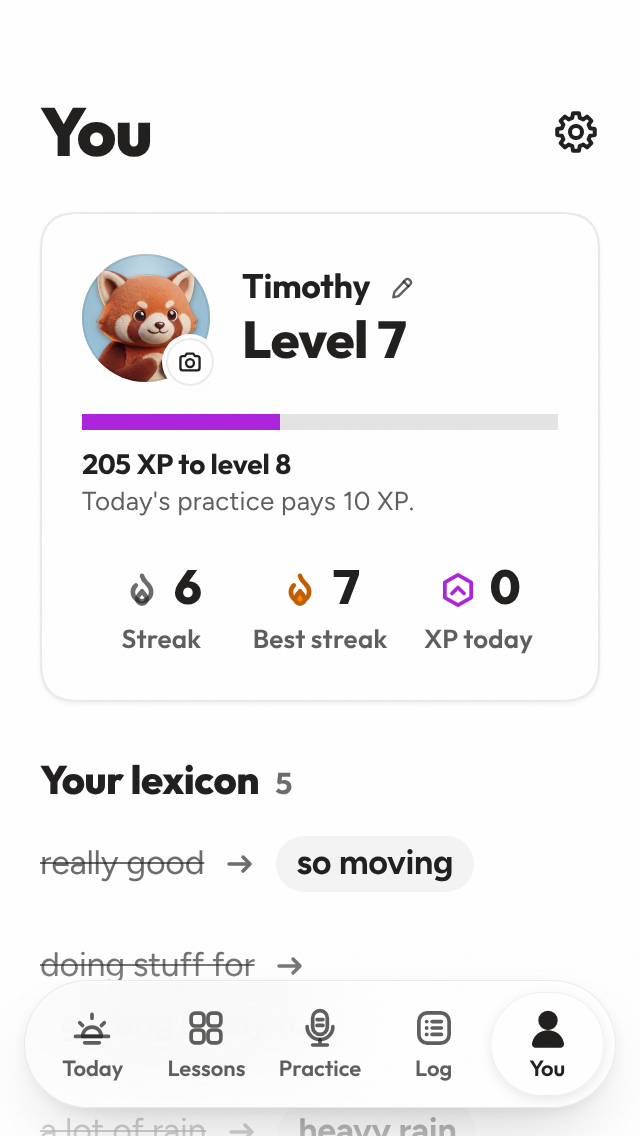 You
Timothy
Level 7
205 XP to level 8
Today's practice pays 10 XP.
6
Streak
7
Best streak
0
XP today
Your lexicon 5
really good → so moving
doing stuff for →
a lot of rain → heavy rain
Today
Lessons
Practice
Log
You